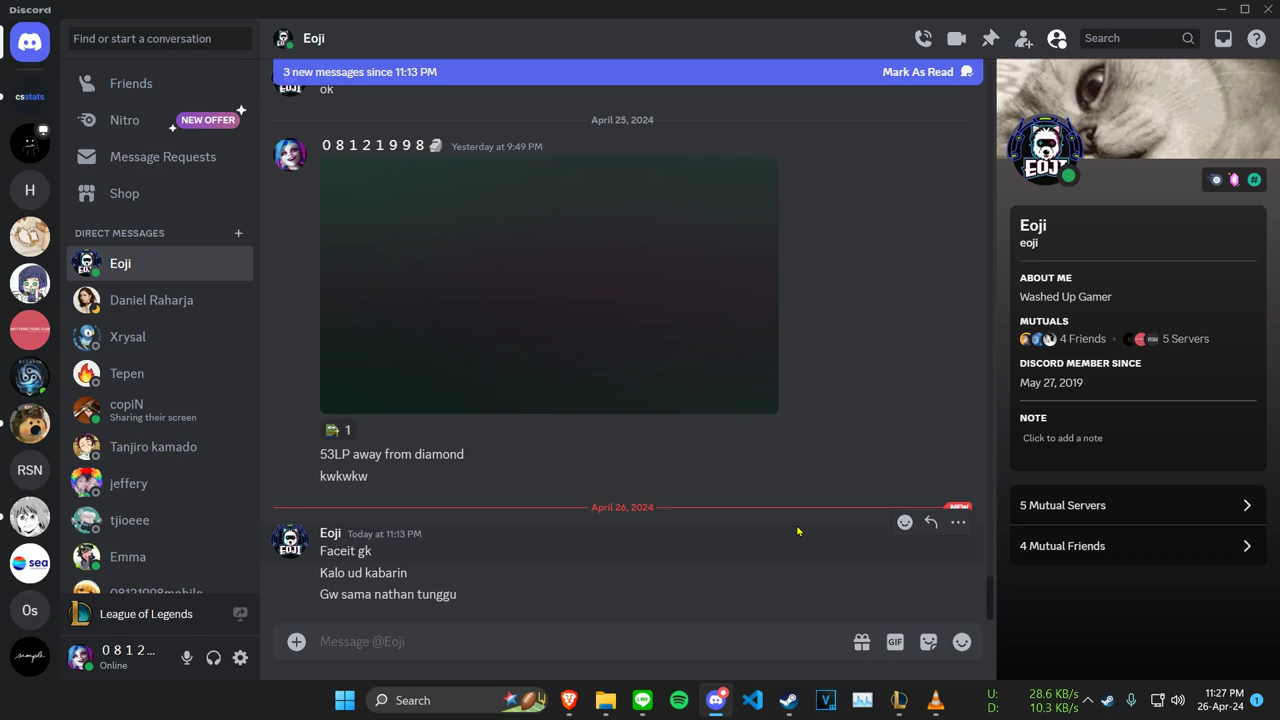 Discord
Find or start a conversation
Friends
Nitro
NEW OFFER
Message Requests
Shop
DIRECT MESSAGES
Eoji
Daniel Raharja
Xrysal
Tepen
copiN
Sharing their screen
Tanjiro kamado
jeffery
tjioeee
Emma
08121998mobile
League of Legends
0 8 1 2...
Online
csstats
H
RSN
sea
0s
Eoji
Search
3 new messages since 11:13 PM
Mark As Read
ok
April 25, 2024
0 8 1 2 1 9 9 8 🗿 Yesterday at 9:49 PM
1
53LP away from diamond
kwkwkw
April 26, 2024
NEW
Eoji Today at 11:13 PM
Faceit gk
Kalo ud kabarin
Gw sama nathan tunggu
Message @Eoji
GIF
EOJI
Eoji
eoji
ABOUT ME
Washed Up Gamer
MUTUALS
4 Friends • RSN 5 Servers
DISCORD MEMBER SINCE
May 27, 2019
NOTE
Click to add a note
5 Mutual Servers
4 Mutual Friends
Search
U: 28.6 KB/s
D: 10.3 KB/s
11:27 PM
26-Apr-24
1